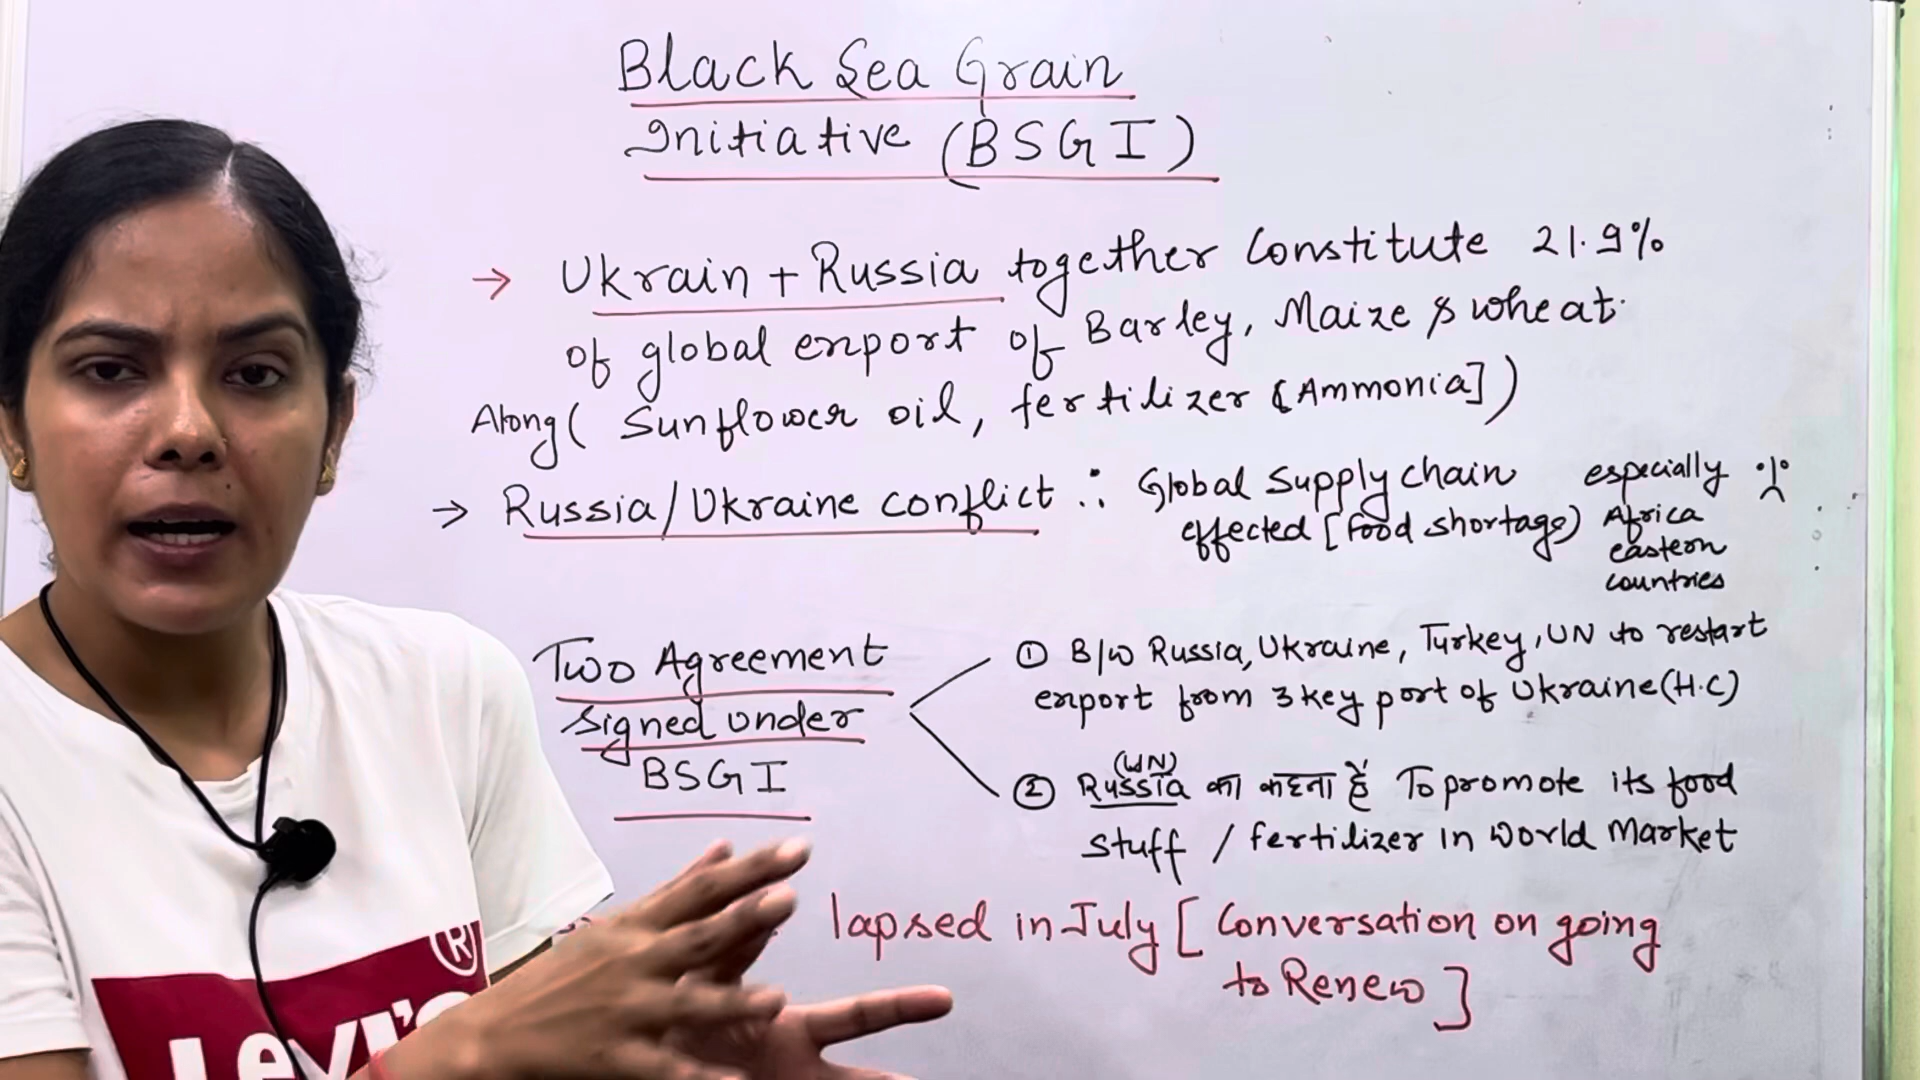 Black Sea Grain
Initiative (BSGI)
→ Ukrain + Russia together Constitute 21.9%
of global export of Barley, Maize & wheat.
Along ( Sunflower oil, fertilizer [Ammonia])
→ Russia/Ukraine conflict ∴ Global Supply chain especially
effected [Food shortage) Africa
eastern
countries
Two Agreement
signed under
BSGI
① B/W Russia, Ukraine, Turkey, UN to restart
export from 3 key port of Ukraine (H.C)
(UN)
② Russia का कहना है To promote its food
stuff / fertilizer in World Market
lapsed in July [ Conversation on going
to Renew ]
®
Levi's